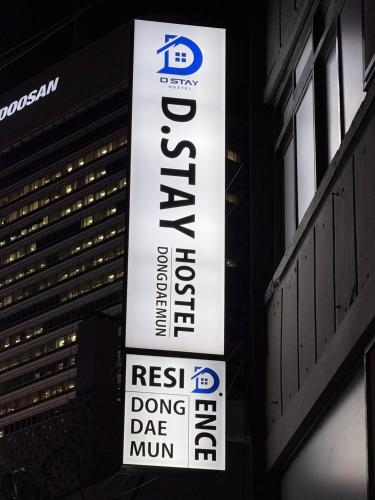 DOOSAN
D STAY
HOSTEL
D.STAY HOSTEL
DONGDAEMUN
RESI
D'ENCE
DONG
DAE
MUN